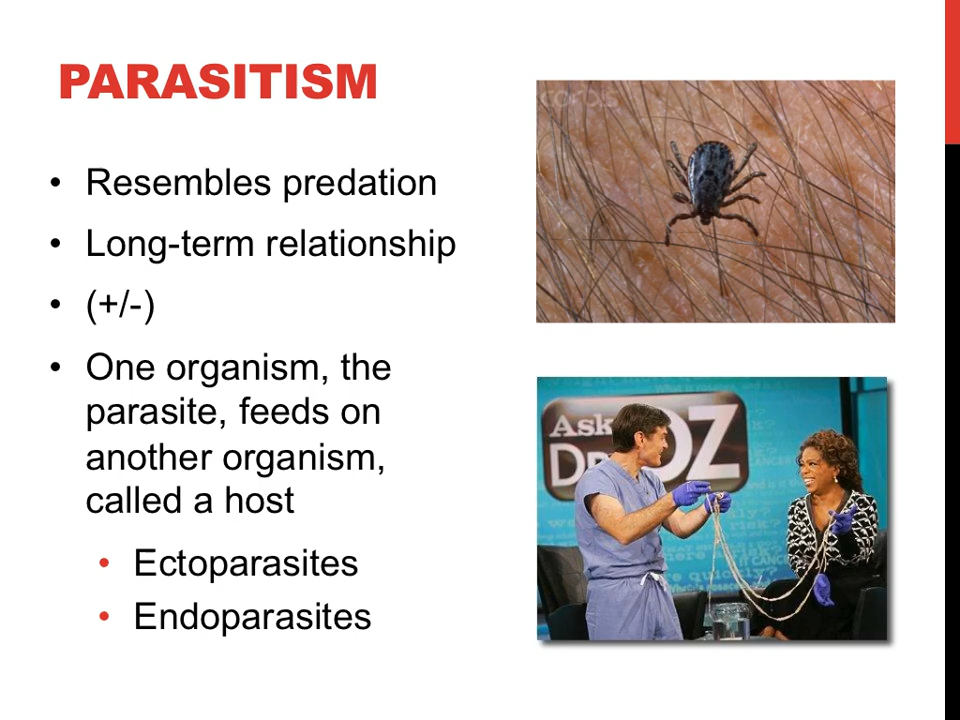 PARASITISM
• Resembles predation
• Long-term relationship
• (+/-)
• One organism, the
parasite, feeds on
another organism,
called a host
• Ectoparasites
• Endoparasites
corbis
Ask
DR OZ